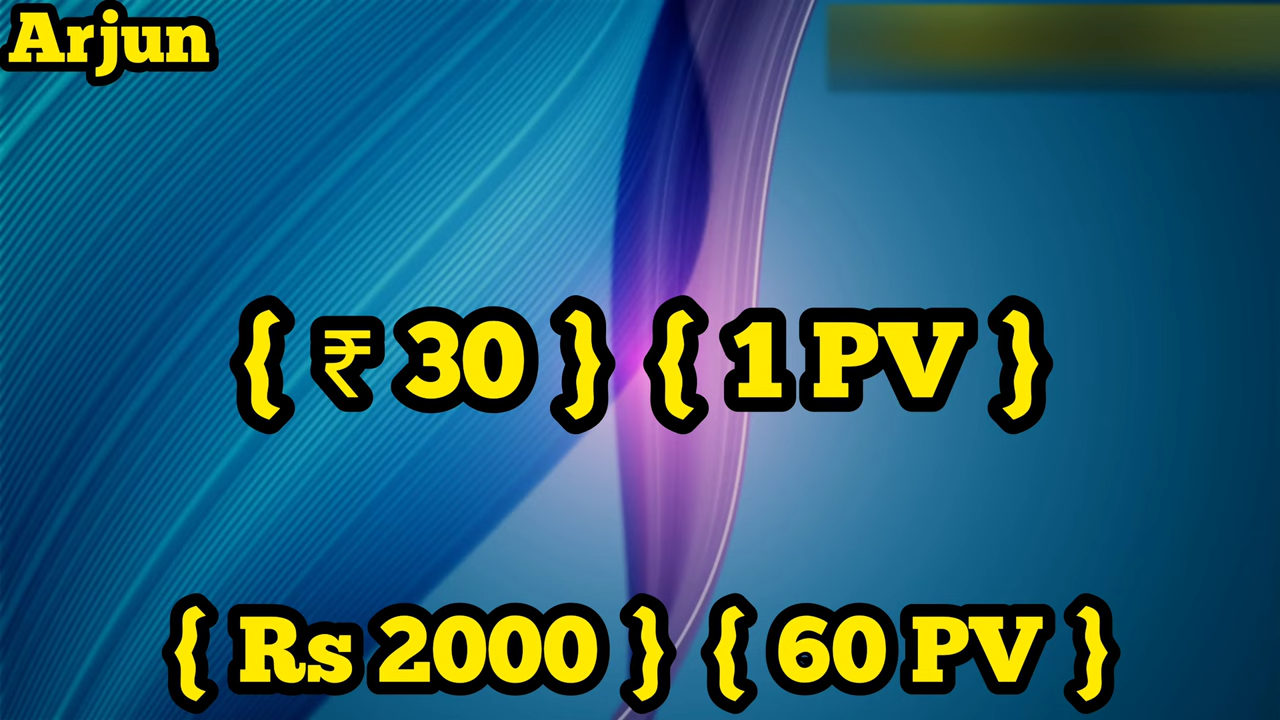 Arjun
{ ₹ 30 } { 1 PV }
{ Rs 2000 } { 60 PV }